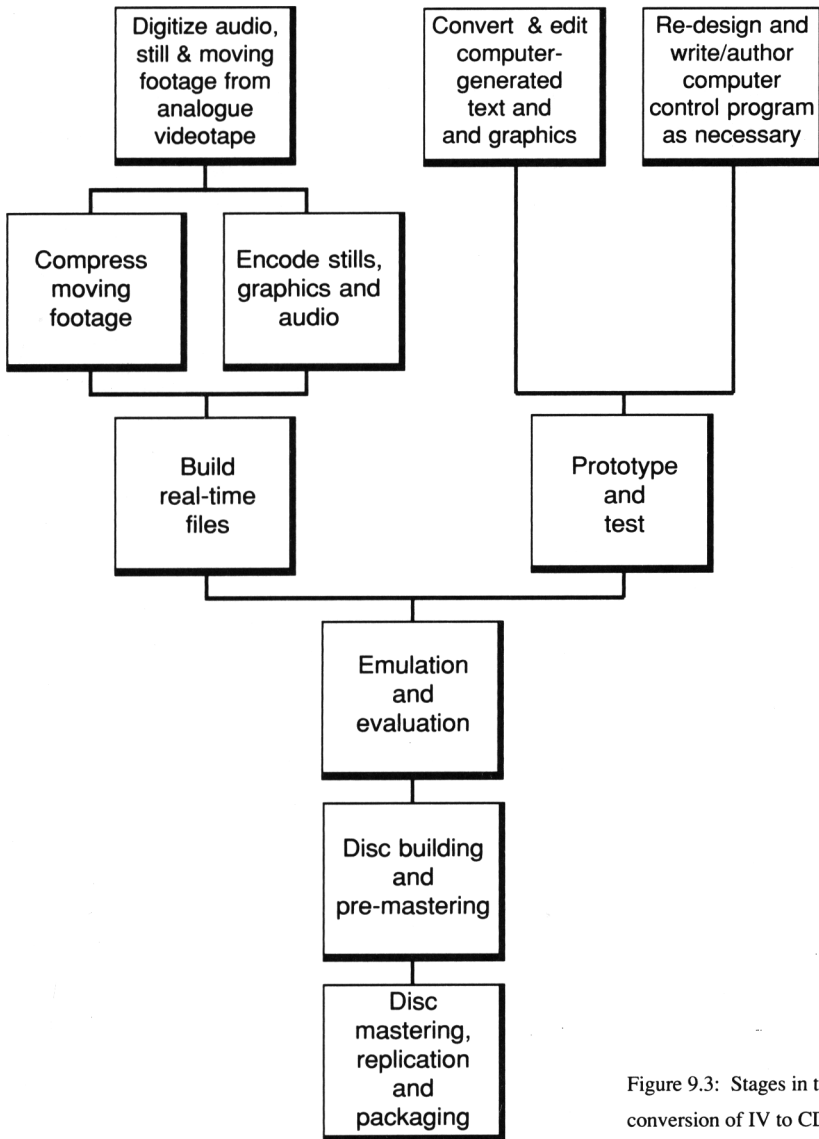 Digitize audio,
still & moving
footage from
analogue
videotape
Convert & edit
computer-
generated
text and
and graphics
Re-design and
write/author
computer
control program
as necessary
Compress
moving
footage
Encode stills,
graphics and
audio
Build
real-time
files
Prototype
and
test
Emulation
and
evaluation
Disc building
and
pre-mastering
Disc
mastering,
replication
and
packaging
Figure 9.3: Stages in
conversion of IV to